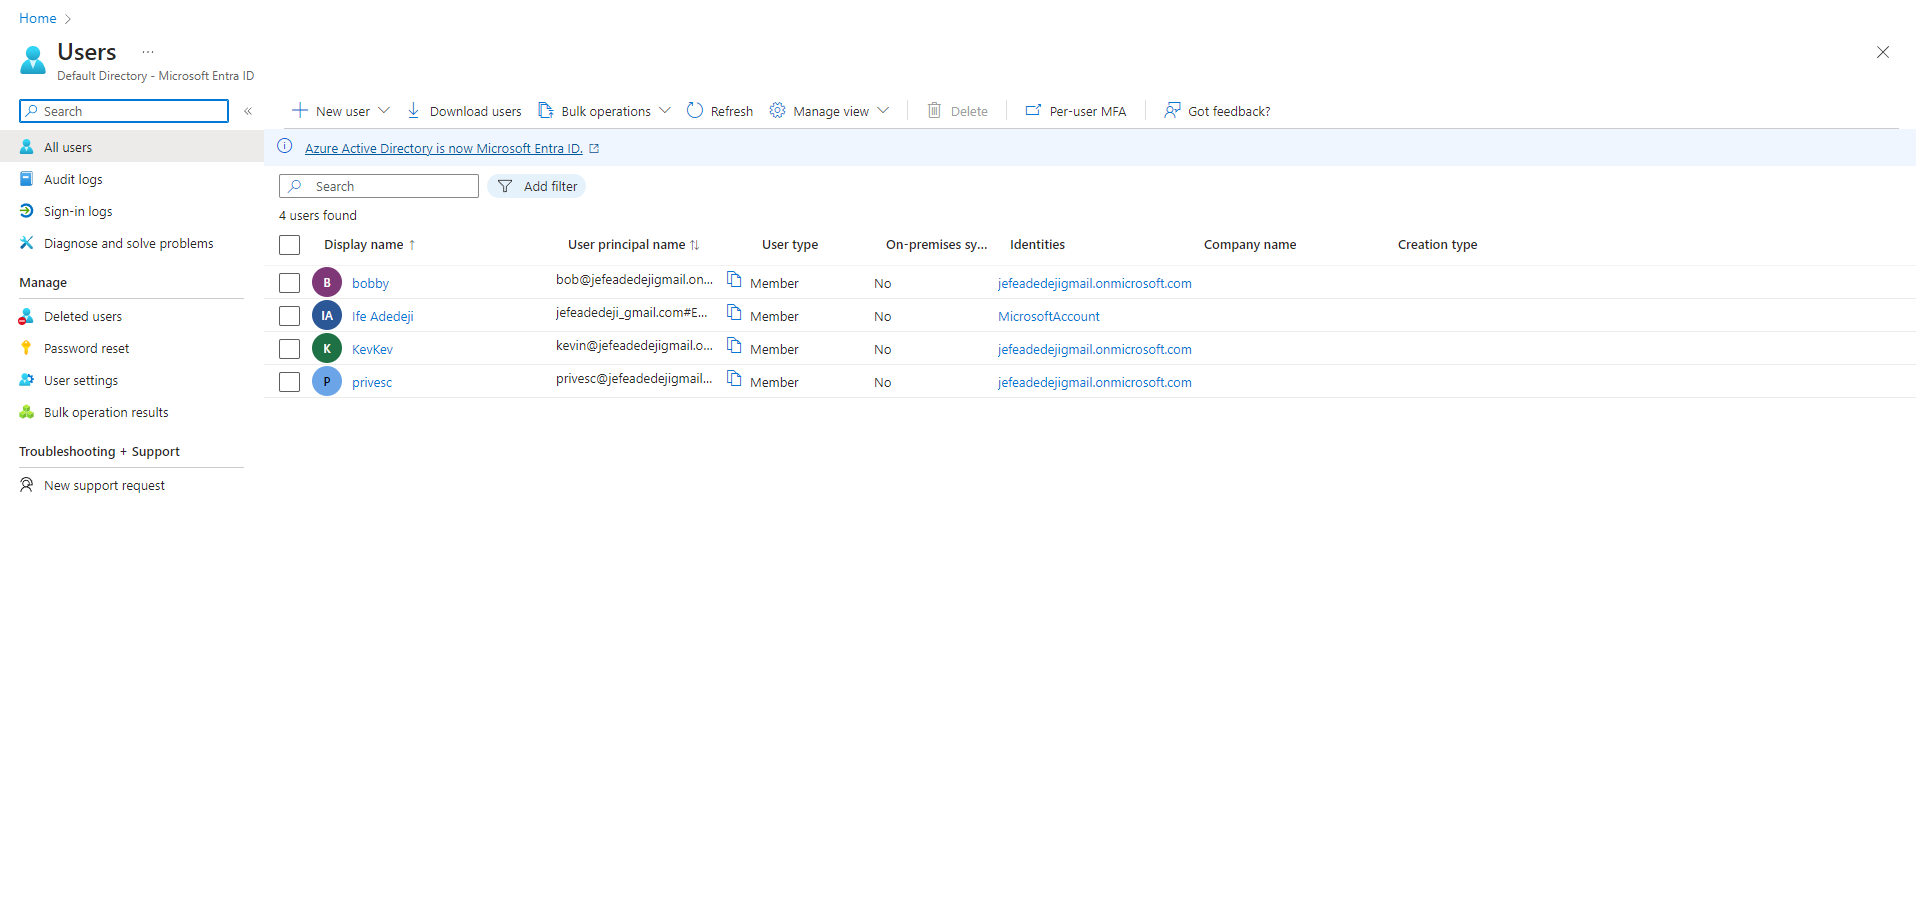 Home
Users ...
Default Directory - Microsoft Entra ID
Search «
New user Download users Bulk operations Refresh Manage view Delete Per-user MFA Got feedback?
All users
Audit logs
Sign-in logs
Diagnose and solve problems
Manage
Deleted users
Password reset
User settings
Bulk operation results
Troubleshooting + Support
New support request
Azure Active Directory is now Microsoft Entra ID.
Search Add filter
4 users found
Display name ↑ User principal name ↑↓ User type On-premises sy... Identities Company name Creation type
B bobby bob@jefeadedejigmail.on... Member No jefeadedejigmail.onmicrosoft.com
IA Ife Adedeji jefeadedeji_gmail.com#E... Member No MicrosoftAccount
K KevKev kevin@jefeadedejigmail.o... Member No jefeadedejigmail.onmicrosoft.com
P privesc privesc@jefeadedejigmail... Member No jefeadedejigmail.onmicrosoft.com